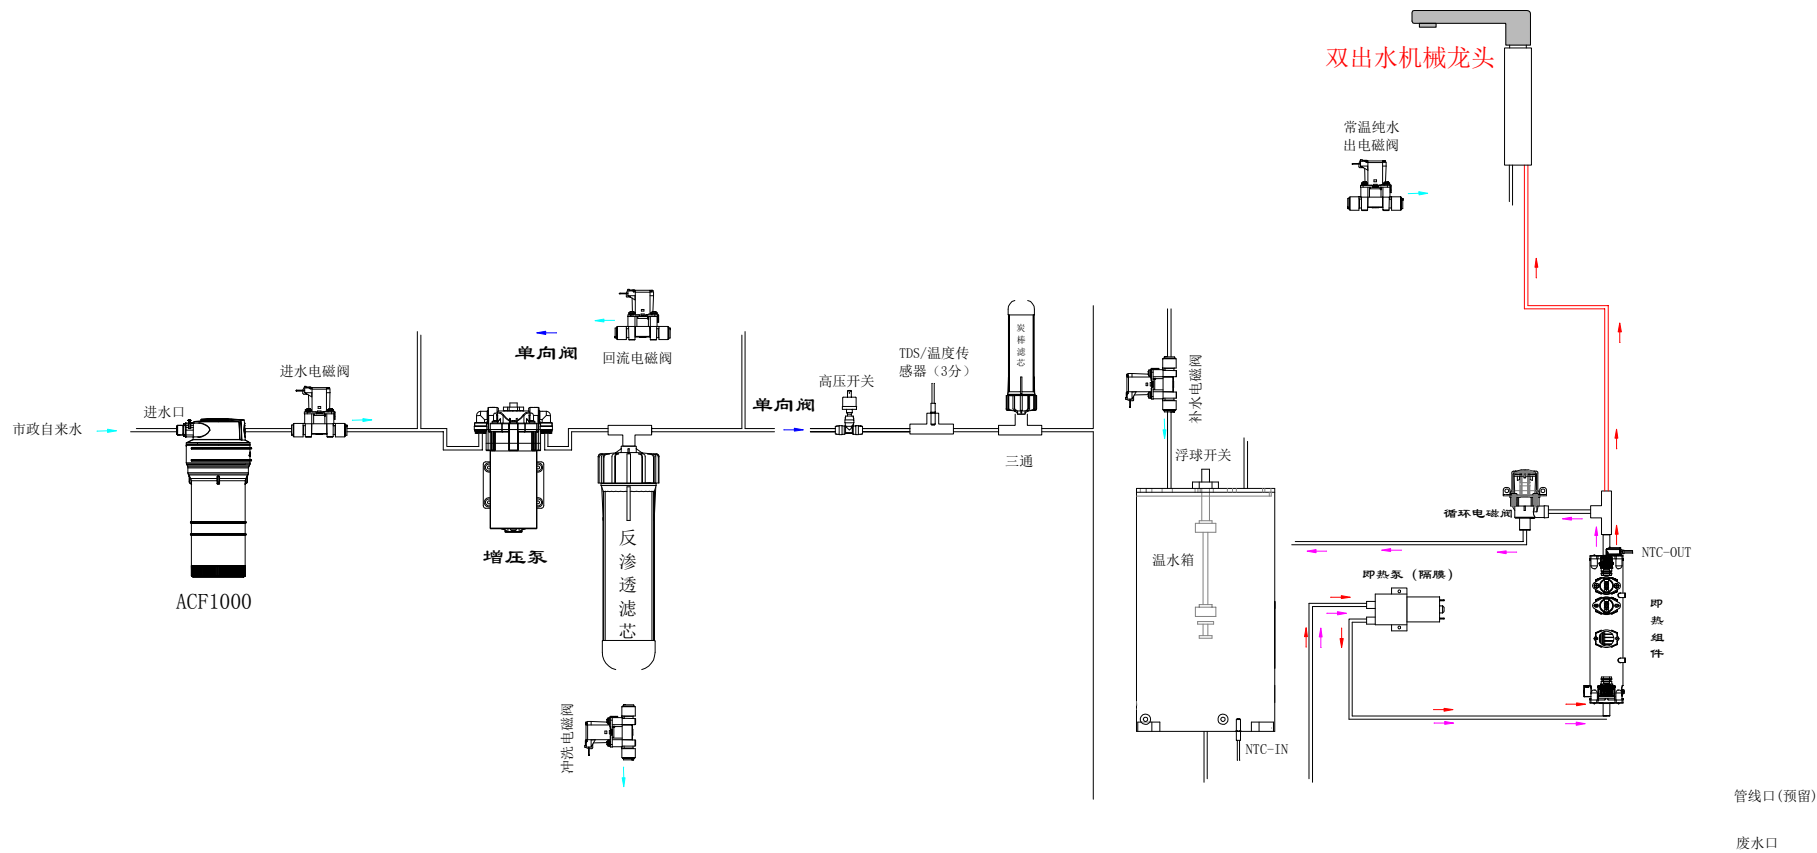 双出水机械龙头
常温纯水
出电磁阀
单向阀
回流电磁阀
进水电磁阀
TDS/温度传
感器（3分）
高压开关
炭棒滤芯
补水电磁阀
单向阀
进水口
市政自来水
三通
浮球开关
循环电磁阀
增压泵
反渗透滤芯
温水箱
NTC-OUT
即热泵（隔膜）
ACF1000
即热组件
冲洗电磁阀
NTC-IN
管线口(预留)
废水口